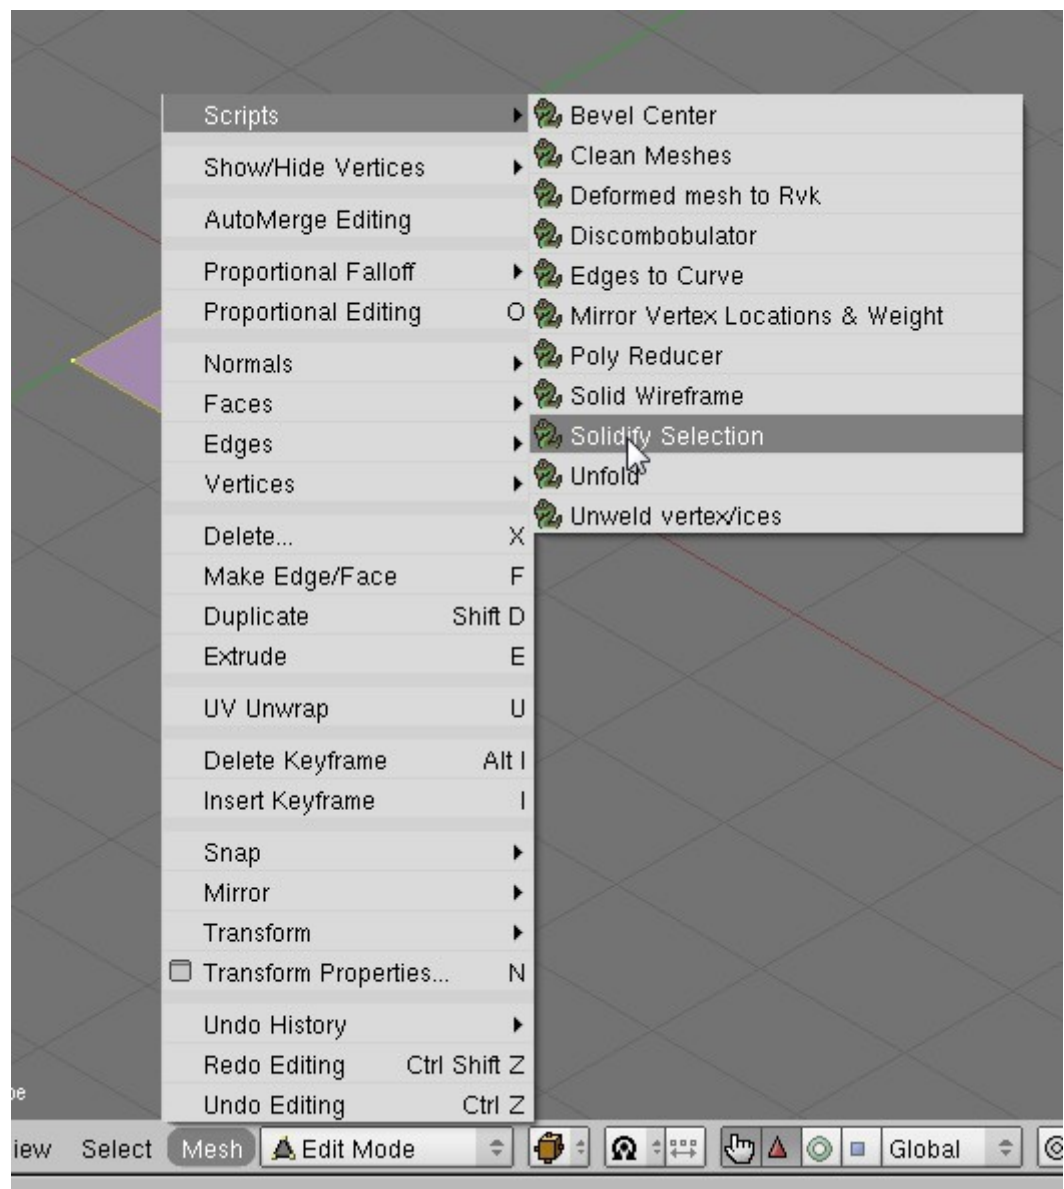 Scripts
Show/Hide Vertices
AutoMerge Editing
Proportional Falloff
Proportional Editing O
Normals
Faces
Edges
Vertices
Delete... X
Make Edge/Face F
Duplicate Shift D
Extrude E
UV Unwrap U
Delete Keyframe Alt I
Insert Keyframe I
Snap
Mirror
Transform
Transform Properties... N
Undo History
Redo Editing Ctrl Shift Z
Undo Editing Ctrl Z
Bevel Center
Clean Meshes
Deformed mesh to Rvk
Discombobulator
Edges to Curve
Mirror Vertex Locations & Weight
Poly Reducer
Solid Wireframe
Solidify Selection
Unfold
Unweld vertex/ices
be
iew Select Mesh Edit Mode Global